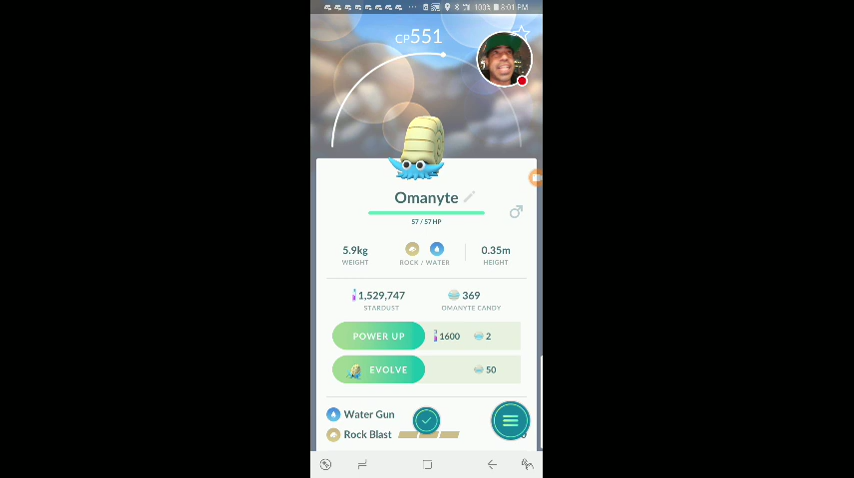 100% 8:01 PM
CP551
Omanyte
57 / 57 HP
5.9kg
WEIGHT
ROCK / WATER
0.35m
HEIGHT
1,529,747
STARDUST
369
OMANYTE CANDY
POWER UP 1600 2
EVOLVE 50
Water Gun
Rock Blast